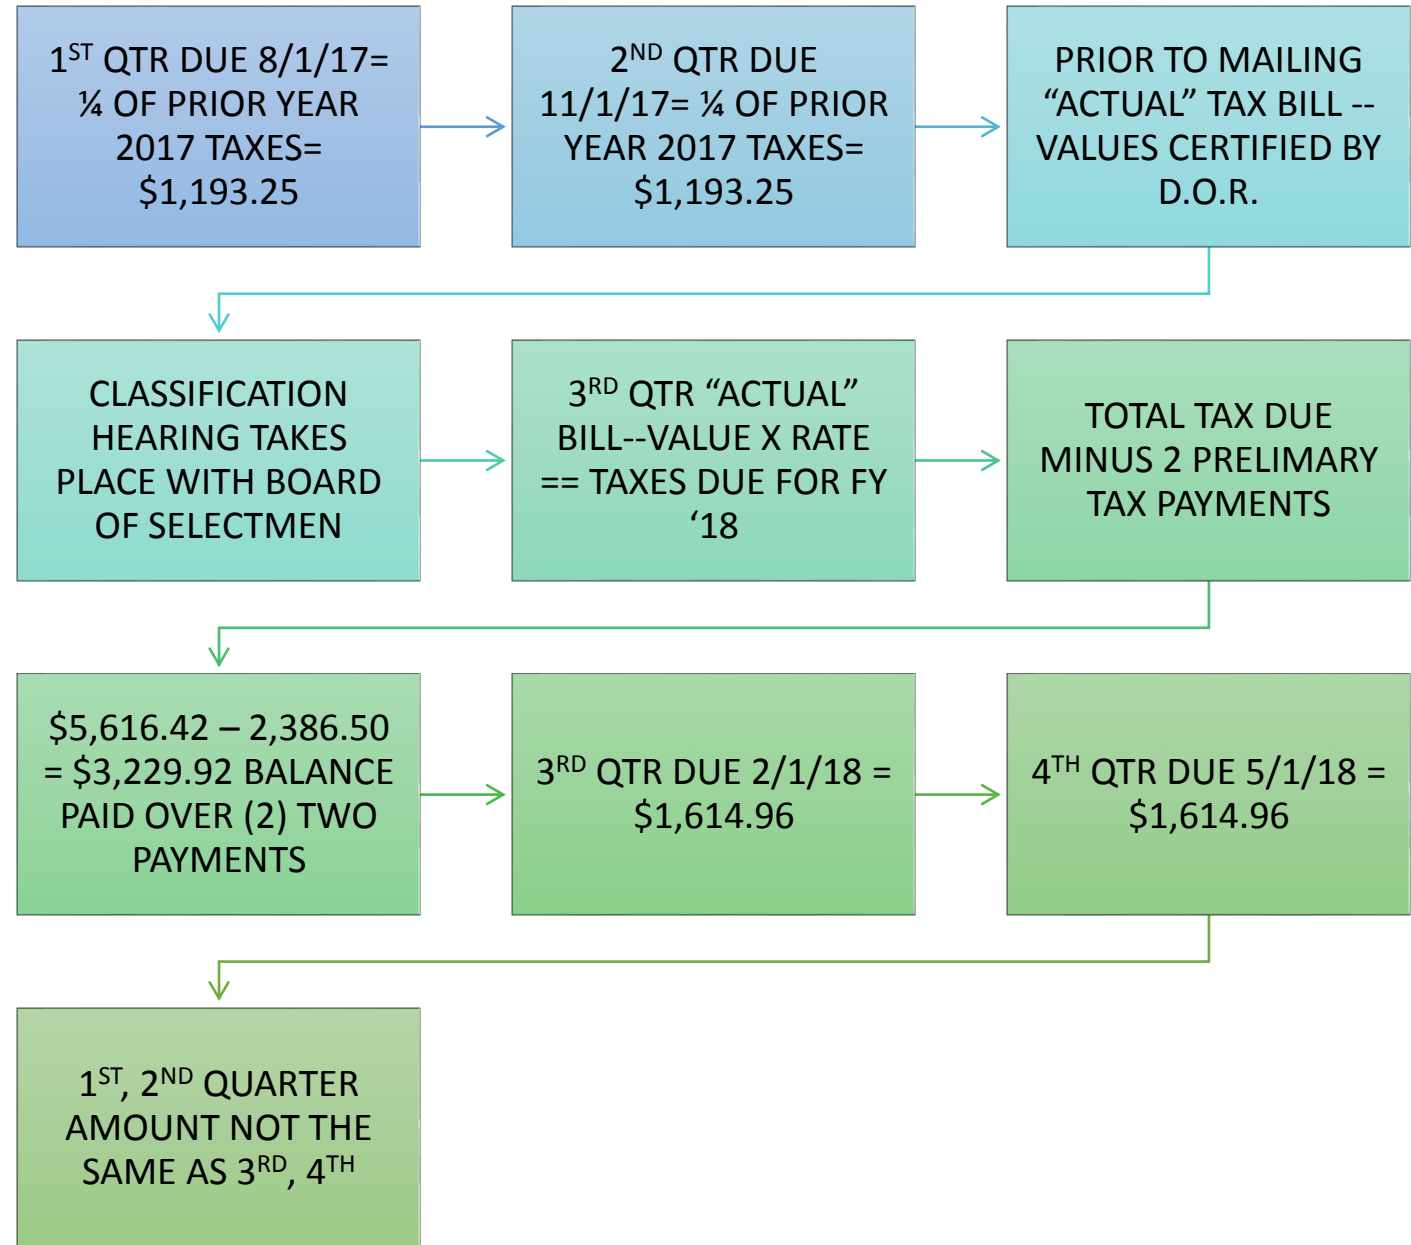 1ST QTR DUE 8/1/17=
¼ OF PRIOR YEAR
2017 TAXES=
$1,193.25
2ND QTR DUE
11/1/17= ¼ OF PRIOR
YEAR 2017 TAXES=
$1,193.25
PRIOR TO MAILING
“ACTUAL” TAX BILL --
VALUES CERTIFIED BY
D.O.R.
CLASSIFICATION
HEARING TAKES
PLACE WITH BOARD
OF SELECTMEN
3RD QTR “ACTUAL”
BILL--VALUE X RATE
== TAXES DUE FOR FY
‘18
TOTAL TAX DUE
MINUS 2 PRELIMARY
TAX PAYMENTS
$5,616.42 – 2,386.50
= $3,229.92 BALANCE
PAID OVER (2) TWO
PAYMENTS
3RD QTR DUE 2/1/18 =
$1,614.96
4TH QTR DUE 5/1/18 =
$1,614.96
1ST, 2ND QUARTER
AMOUNT NOT THE
SAME AS 3RD, 4TH